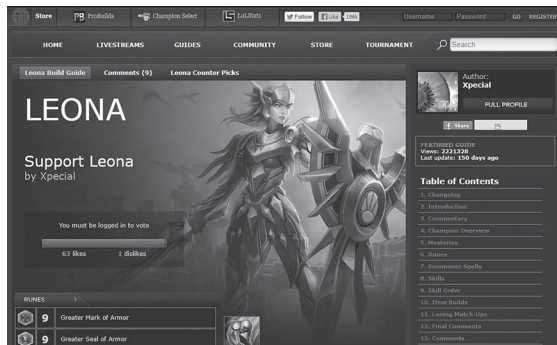 Store PB ProBuilds Champion Select LS LoLStats Follow Like 196k Username Password GO REGISTER
HOME LIVESTREAMS GUIDES COMMUNITY STORE TOURNAMENT Search
Leona Build Guide Comments (9) Leona Counter Picks
LEONA
Support Leona
by Xpecial
You must be logged in to vote
63 likes 1 dislikes
RUNES
9 Greater Mark of Armor
9 Greater Seal of Armor
Author:
Xpecial
FULL PROFILE
Share
FEATURED GUIDE
Views: 2221328
Last update: 150 days ago
Table of Contents
1. Changelog
2. Introduction
3. Commentary
4. Champion Overview
5. Masteries
6. Runes
7. Summoner Spells
8. Skills
9. Skill Order
10. Item Builds
11. Laning Match-Ups
12. Final Comments
13. Comments